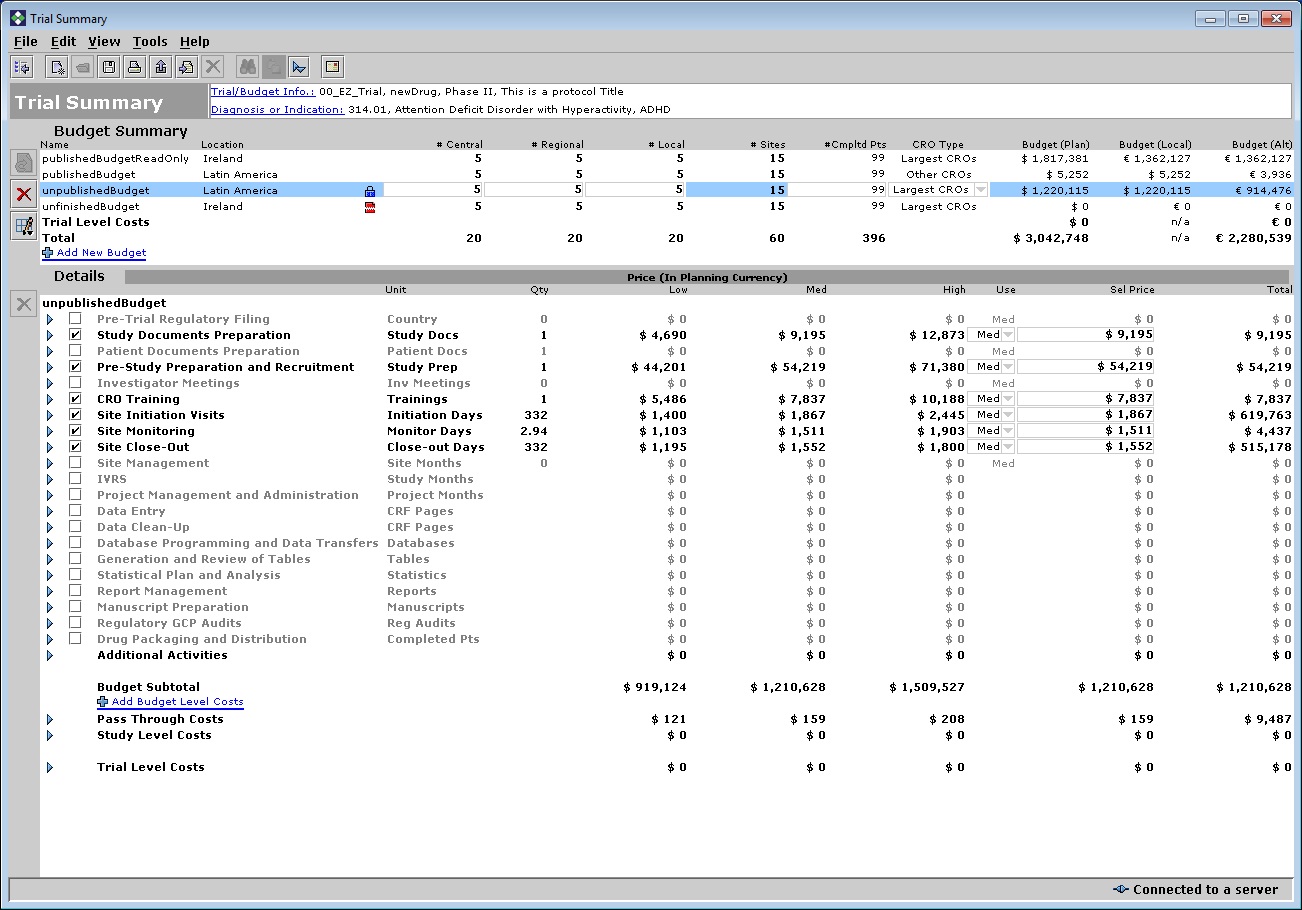 Trial Summary
File Edit View Tools Help
Trial Summary
Trial/Budget Info.: 00_EZ_Trial, newDrug, Phase II, This is a protocol Title
Diagnosis or Indication: 314.01, Attention Deficit Disorder with Hyperactivity, ADHD
Budget Summary
Name Location # Central # Regional # Local # Sites #Cmpltd Pts CRO Type Budget (Plan) Budget (Local) Budget (Alt)
publishedBudgetReadOnly Ireland 5 5 5 15 99 Largest CROs $ 1,817,381 € 1,362,127 € 1,362,127
publishedBudget Latin America 5 5 5 15 99 Other CROs $ 5,252 $ 5,252 € 3,936
unpublishedBudget Latin America 5 5 5 15 99 Largest CROs $ 1,220,115 $ 1,220,115 € 914,476
unfinishedBudget Ireland 5 5 5 15 99 Largest CROs $ 0 € 0 € 0
Trial Level Costs $ 0 n/a € 0
Total 20 20 20 60 396 $ 3,042,748 n/a € 2,280,539
Add New Budget
Details Price (In Planning Currency)
Unit Qty Low Med High Use Sel Price Total
unpublishedBudget
Pre-Trial Regulatory Filing Country 0 $ 0 $ 0 $ 0 Med $ 0 $ 0
Study Documents Preparation Study Docs 1 $ 4,690 $ 9,195 $ 12,873 Med $ 9,195 $ 9,195
Patient Documents Preparation Patient Docs 1 $ 0 $ 0 $ 0 Med $ 0 $ 0
Pre-Study Preparation and Recruitment Study Prep 1 $ 44,201 $ 54,219 $ 71,380 Med $ 54,219 $ 54,219
Investigator Meetings Inv Meetings 0 $ 0 $ 0 $ 0 Med $ 0 $ 0
CRO Training Trainings 1 $ 5,486 $ 7,837 $ 10,188 Med $ 7,837 $ 7,837
Site Initiation Visits Initiation Days 332 $ 1,400 $ 1,867 $ 2,445 Med $ 1,867 $ 619,763
Site Monitoring Monitor Days 2.94 $ 1,103 $ 1,511 $ 1,903 Med $ 1,511 $ 4,437
Site Close-Out Close-out Days 332 $ 1,195 $ 1,552 $ 1,800 Med $ 1,552 $ 515,178
Site Management Site Months 0 $ 0 $ 0 $ 0 Med $ 0 $ 0
IVRS Study Months $ 0 $ 0 $ 0 $ 0 $ 0
Project Management and Administration Project Months $ 0 $ 0 $ 0 $ 0 $ 0
Data Entry CRF Pages $ 0 $ 0 $ 0 $ 0 $ 0
Data Clean-Up CRF Pages $ 0 $ 0 $ 0 $ 0 $ 0
Database Programming and Data Transfers Databases $ 0 $ 0 $ 0 $ 0 $ 0
Generation and Review of Tables Tables $ 0 $ 0 $ 0 $ 0 $ 0
Statistical Plan and Analysis Statistics $ 0 $ 0 $ 0 $ 0 $ 0
Report Management Reports $ 0 $ 0 $ 0 $ 0 $ 0
Manuscript Preparation Manuscripts $ 0 $ 0 $ 0 $ 0 $ 0
Regulatory GCP Audits Reg Audits $ 0 $ 0 $ 0 $ 0 $ 0
Drug Packaging and Distribution Completed Pts $ 0 $ 0 $ 0 $ 0 $ 0
Additional Activities $ 0 $ 0 $ 0 $ 0 $ 0
Budget Subtotal $ 919,124 $ 1,210,628 $ 1,509,527 $ 1,210,628 $ 1,210,628
Add Budget Level Costs
Pass Through Costs $ 121 $ 159 $ 208 $ 159 $ 9,487
Study Level Costs $ 0 $ 0 $ 0 $ 0 $ 0
Trial Level Costs $ 0 $ 0 $ 0 $ 0 $ 0
Connected to a server